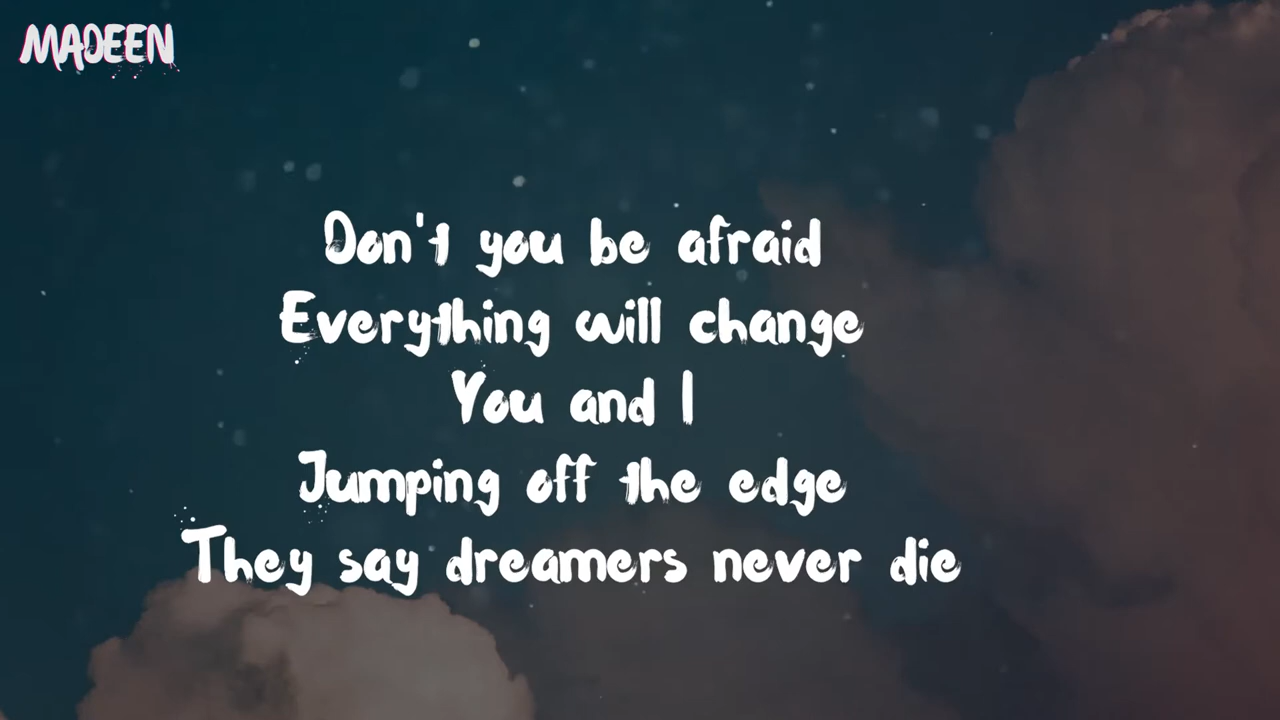 MADEEN
Don't you be afraid
Everything will change
You and I
Jumping off the edge
They say dreamers never die